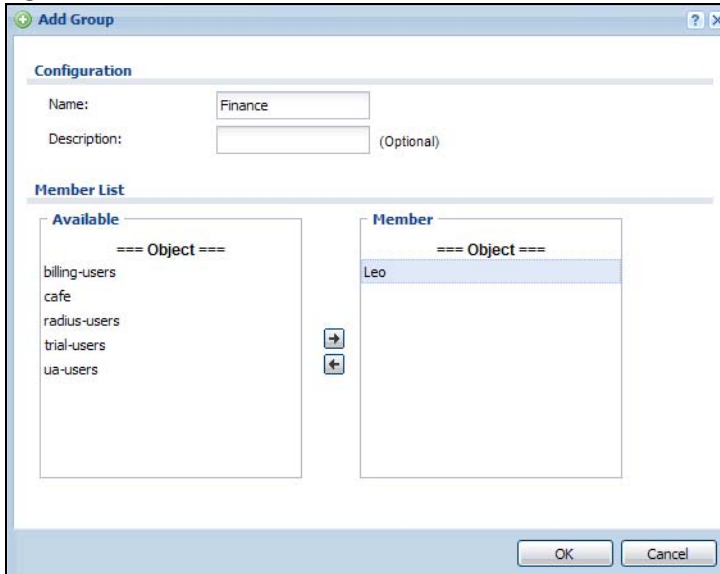 Add Group
Configuration
Name: Finance
Description: (Optional)
Member List
Available
=== Object ===
billing-users
cafe
radius-users
trial-users
ua-users
Member
=== Object ===
Leo
OK Cancel